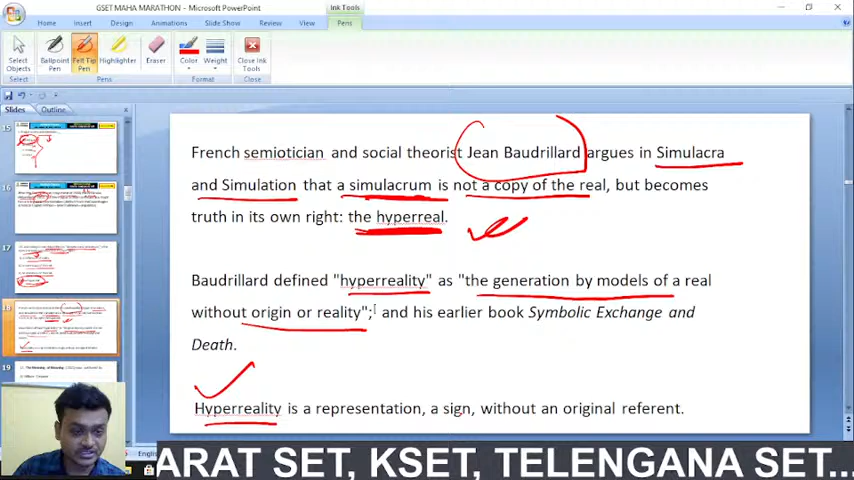 GSET MAHA MARATHON - Microsoft PowerPoint
Ink Tools
Home Insert Design Animations Slide Show Review View Pens
Select Objects
Ballpoint Pen
Felt Tip Pen
Highlighter
Eraser
Color
Weight
Close Ink Tools
Select Pens Format Close
Slides Outline
15
16
17
18
19
French semiotician and social theorist Jean Baudrillard argues in Simulacra
and Simulation that a simulacrum is not a copy of the real, but becomes
truth in its own right: the hyperreal.
Baudrillard defined "hyperreality" as "the generation by models of a real
without origin or reality"; and his earlier book Symbolic Exchange and
Death.
Hyperreality is a representation, a sign, without an original referent.
ARAT SET, KSET, TELENGANA SET...